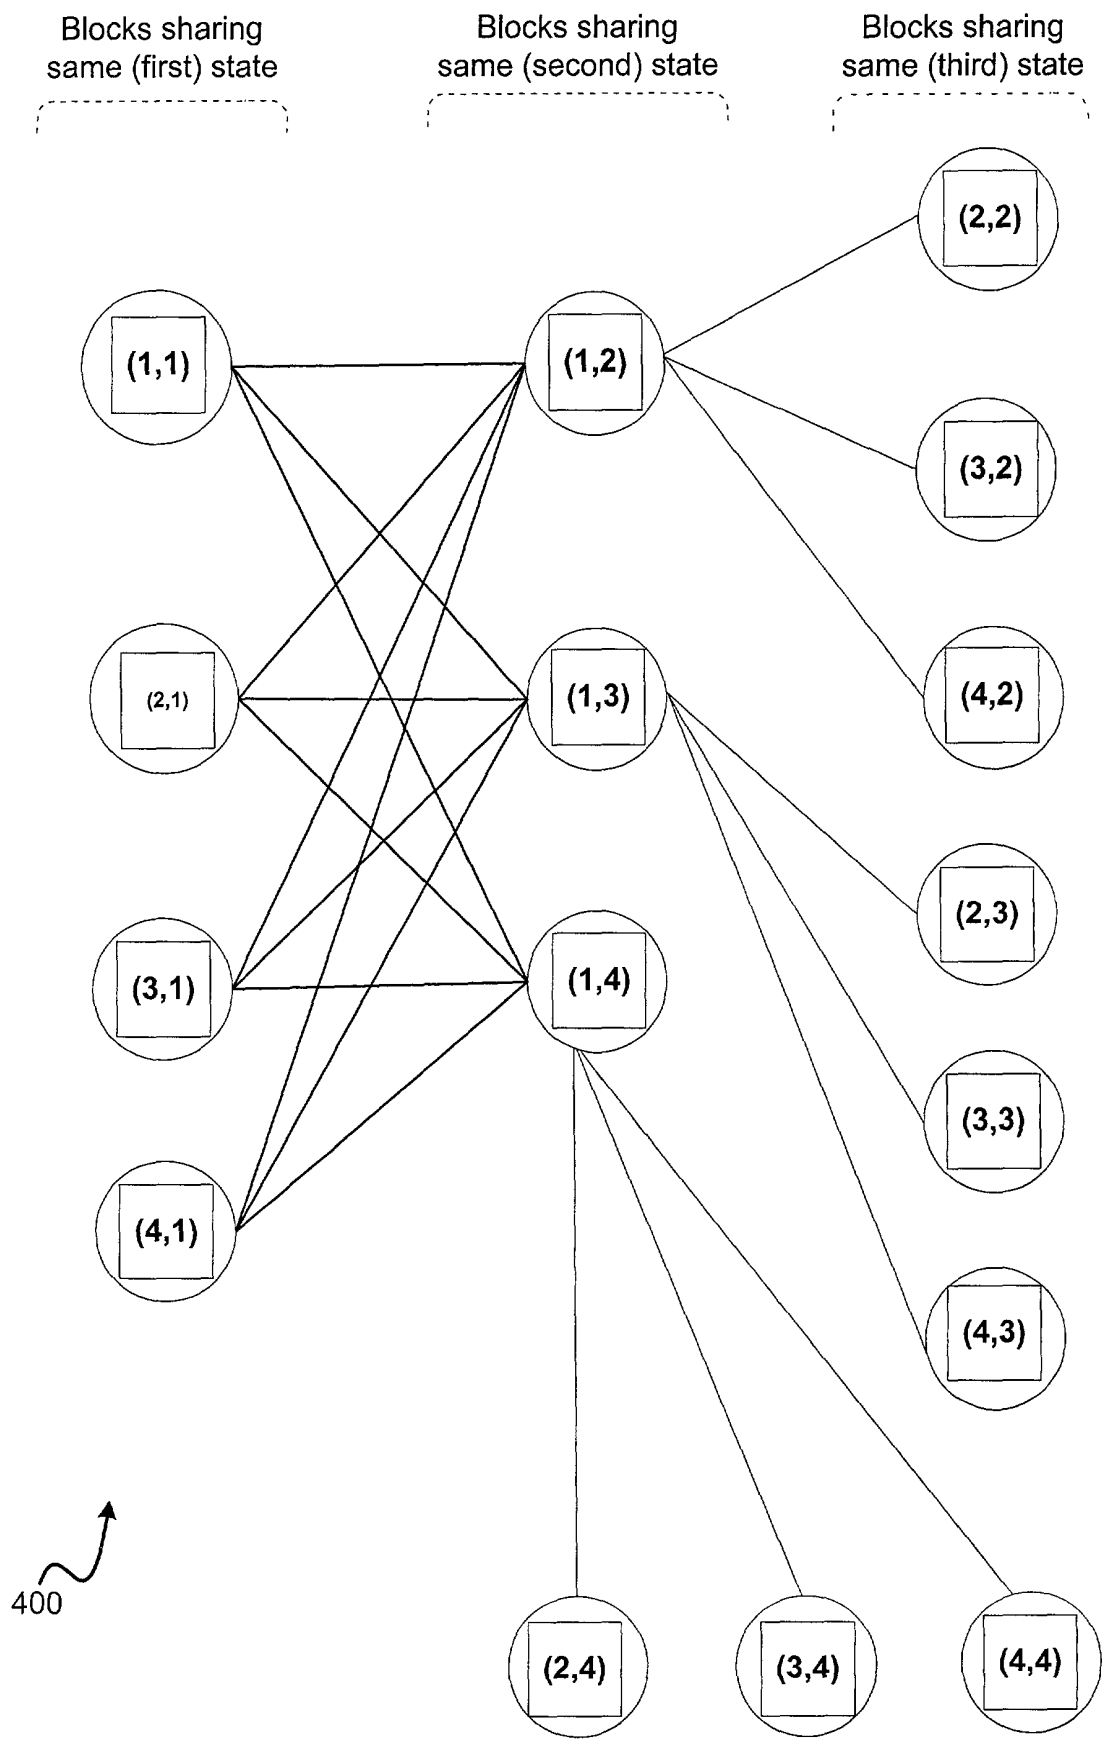 Blocks sharing
same (first) state
Blocks sharing
same (second) state
Blocks sharing
same (third) state
(2,2)
(1,1)
(1,2)
(3,2)
(2,1)
(1,3)
(4,2)
(2,3)
(3,1)
(1,4)
(3,3)
(4,1)
(4,3)
400
(2,4)
(3,4)
(4,4)